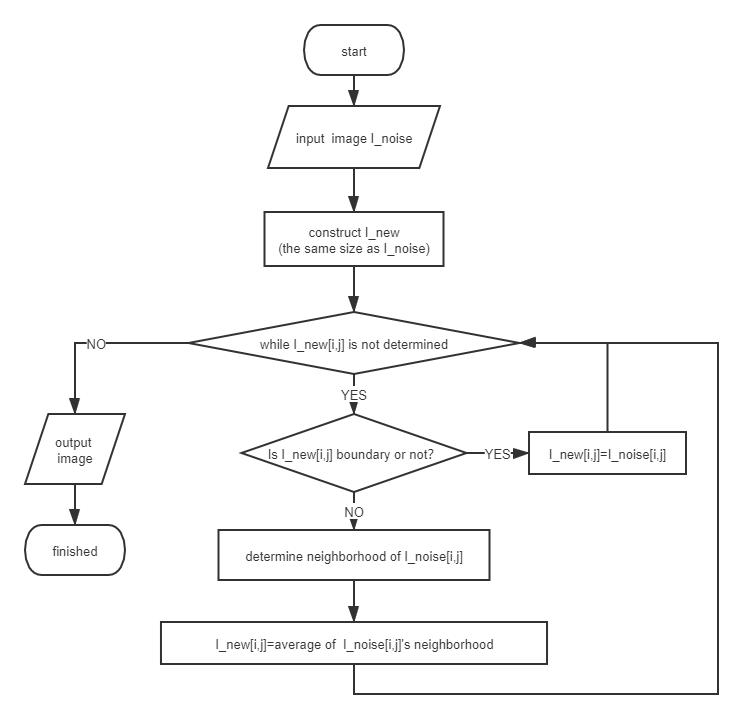 start
input  image I_noise
construct I_new
(the same size as I_noise)
while I_new[i,j] is not determined
NO
YES
output
image
Is I_new[i,j] boundary or not?
YES
I_new[i,j]=I_noise[i,j]
NO
finished
determine neighborhood of I_noise[i,j]
I_new[i,j]=average of  I_noise[i,j]'s neighborhood